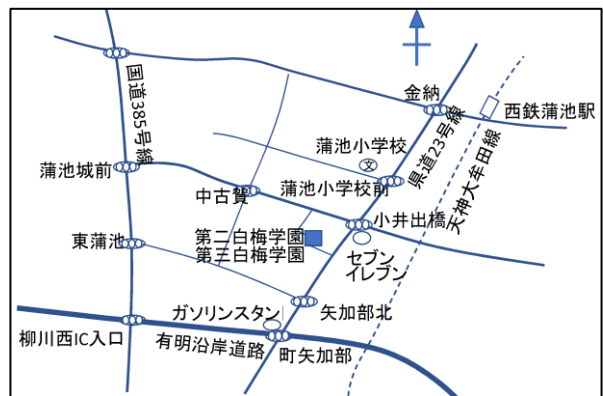 金納
西鉄蒲池駅
国道385号線
蒲池小学校
文
県道23号線
天神大牟田線
蒲池城前
中古賀
蒲池小学校前
小井出橋
東蒲池
第二白梅学園
第三白梅学園
セブン
イレブン
ガソリンスタン
矢加部北
柳川西IC入口
有明沿岸道路
町矢加部